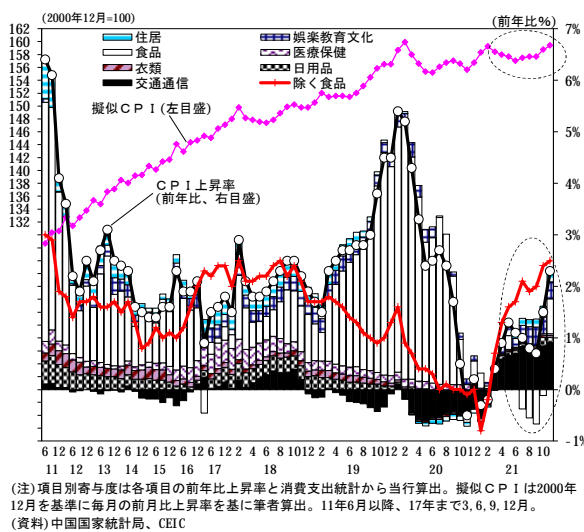 (2000年12月=100)
(前年比%)
住居
娯楽教育文化
食品
医療保健
衣類
日用品
交通通信
除く食品
162
160
158
156
154
152
150
148
146
144
142
140
138
136
134
132
7%
6%
5%
4%
3%
2%
1%
0%
-1%
擬似CPI(左目盛)
CPI上昇率
(前年比、右目盛)
6 12 6 12 6 12 6 12 6 12 6 12 2 4 6 8 10 12 2 4 6 8 10 12 2 4 6 8 10 12 2 4 6 8 10 12 2 4 6 8 10
11 12 13 14 15 16 17 18 19 20 21
(注)項目別寄与度は各項目の前年比上昇率と消費支出統計から当行算出。擬似CPIは2000年
12月を基準に毎月の前月比上昇率を基に筆者算出。11年6月以降、17年まで3,6,9,12月。
(資料)中国国家統計局、CEIC